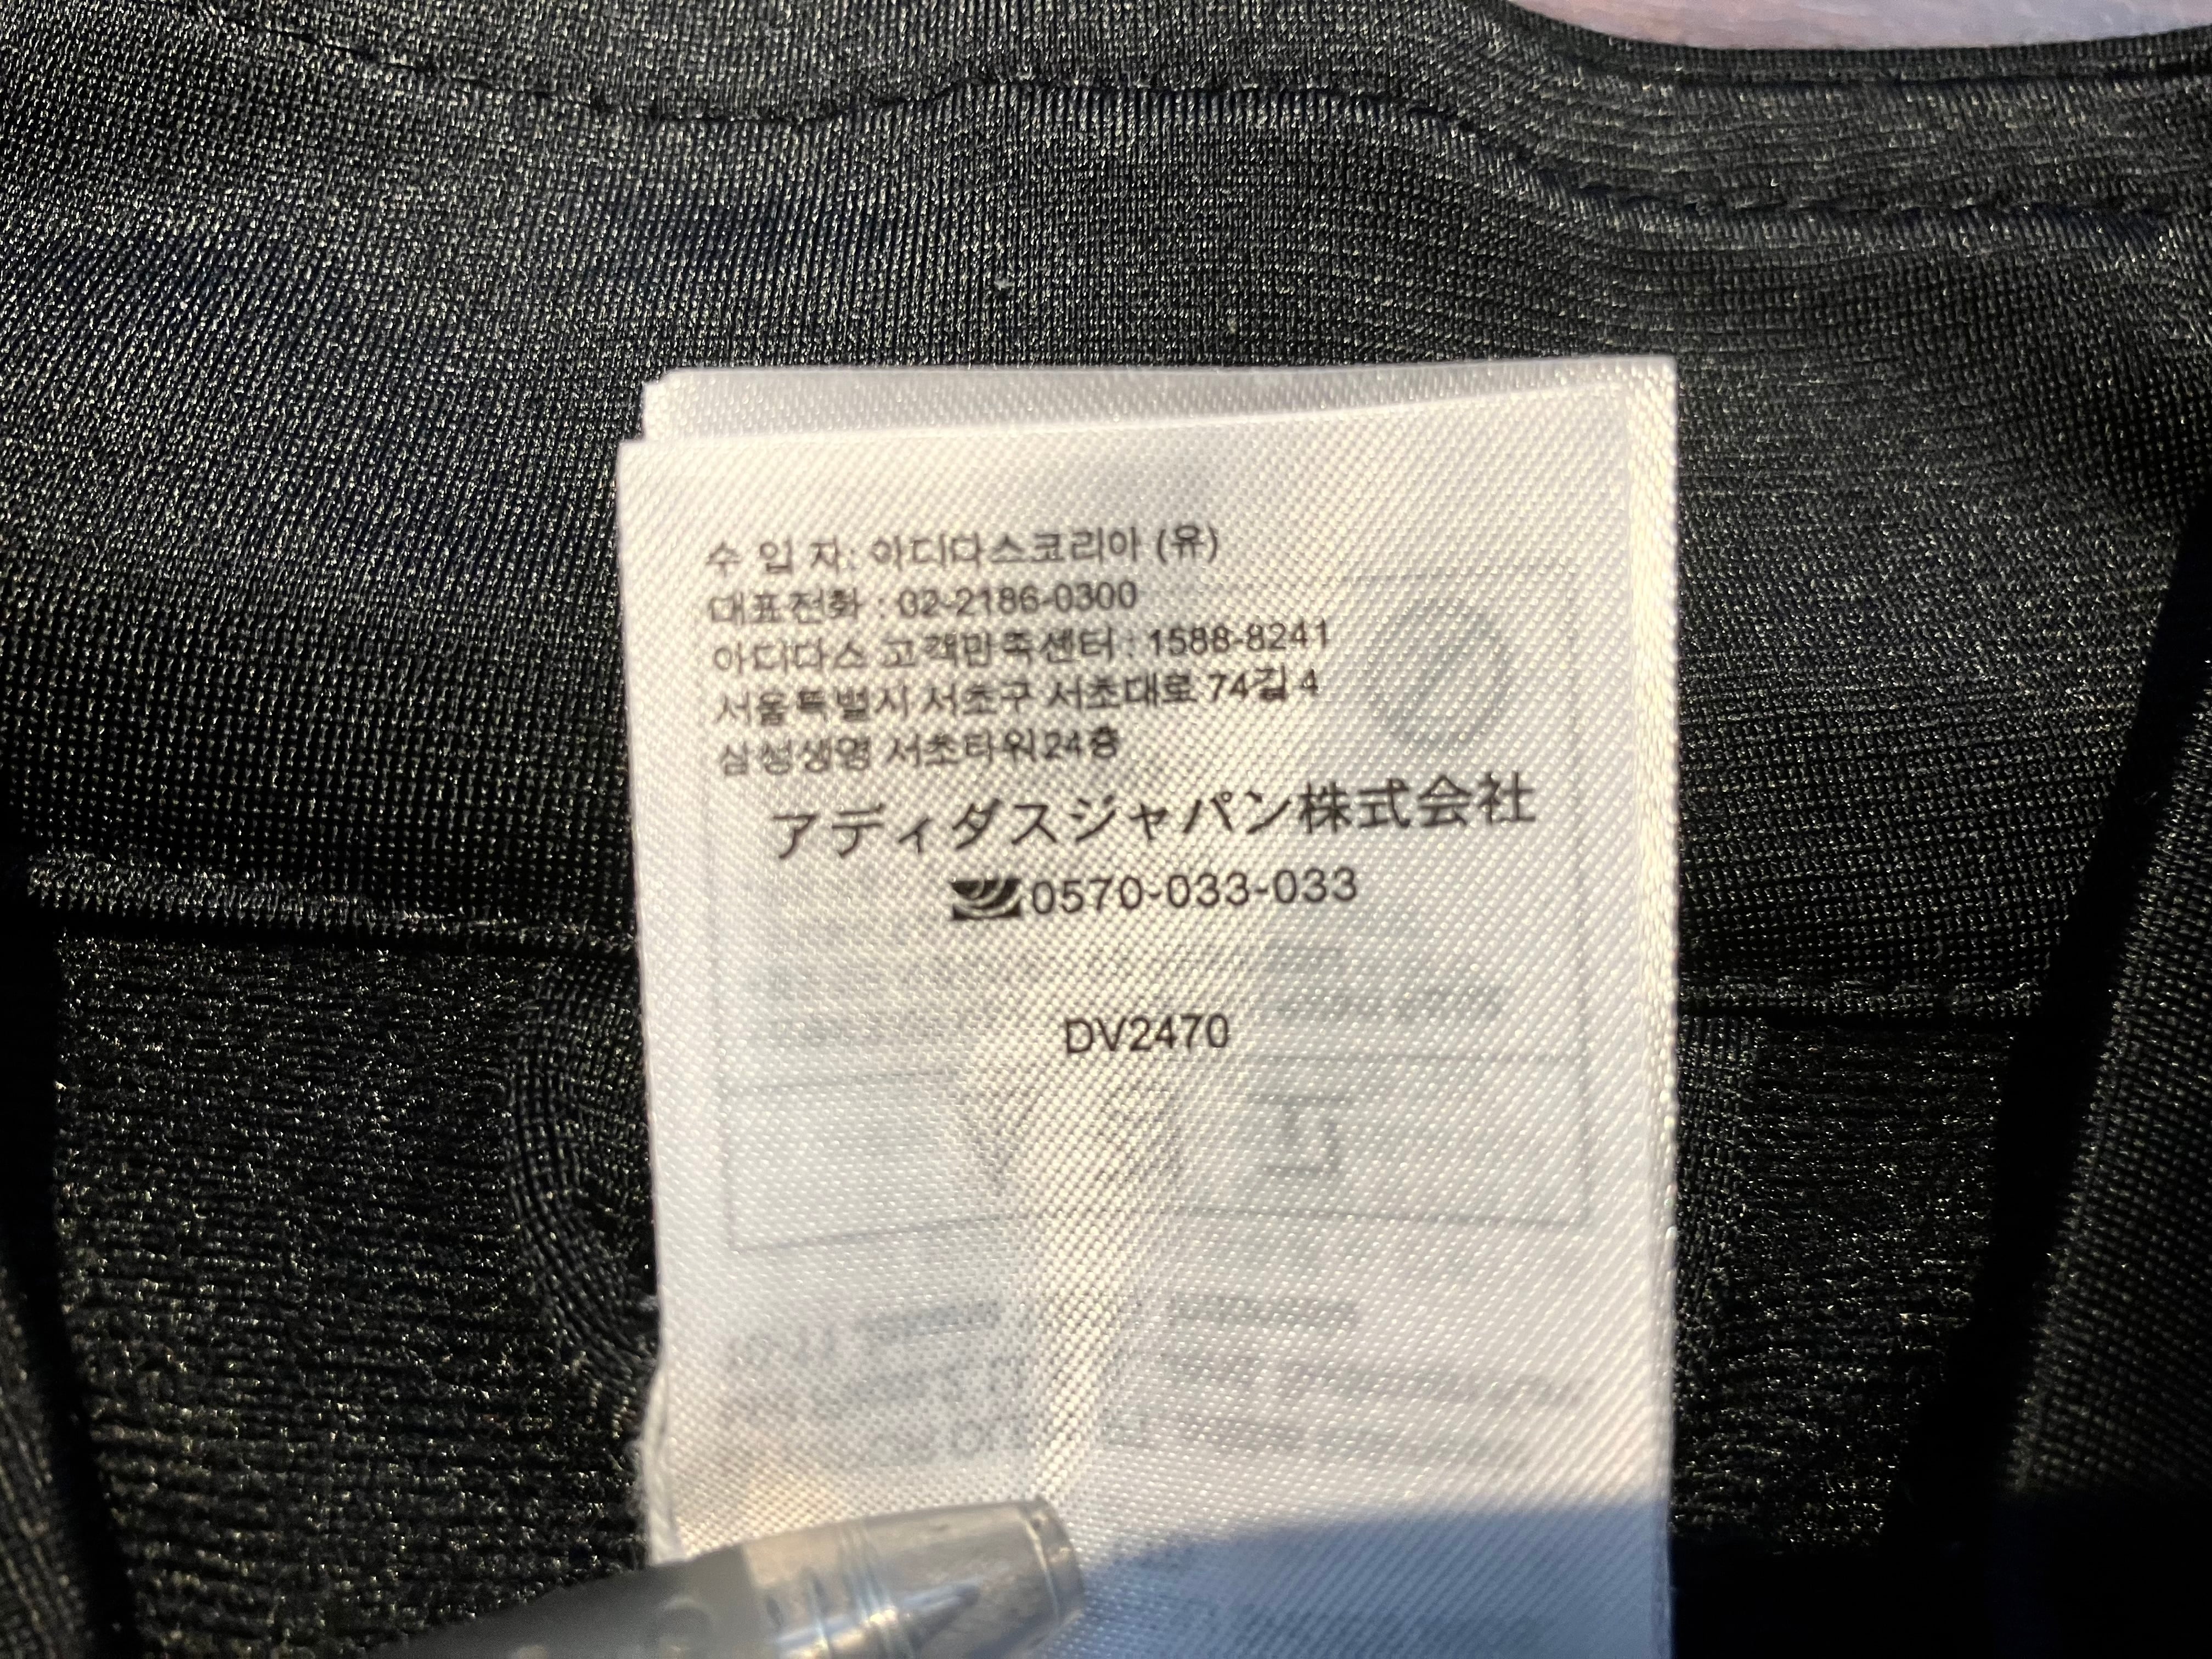 수 입 자: 아디다스코리아 (유)
대표전화 : 02-2186-0300
아디다스 고객만족센터 : 1588-8241
서울특별시 서초구 서초대로 74길 4
삼성생명 서초타워24층
アディダスジャパン株式会社
0570-033-033
DV2470